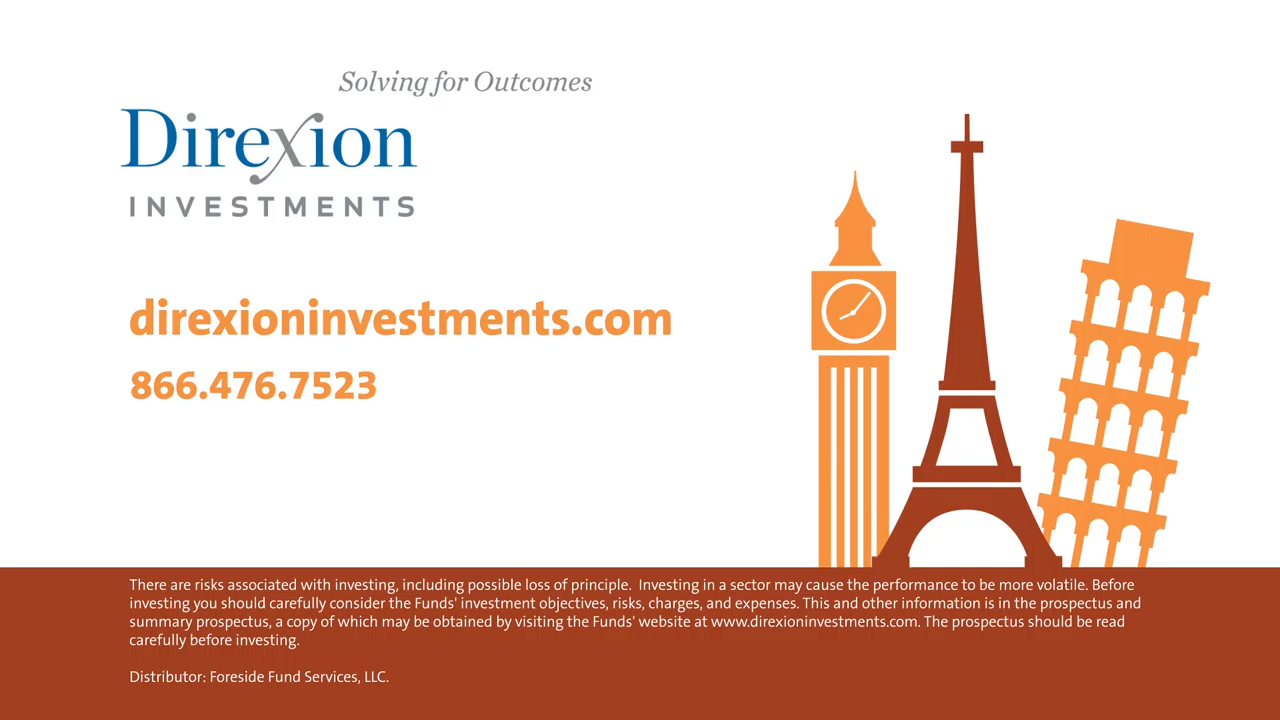 Solving for Outcomes
Direxion
INVESTMENTS
direxioninvestments.com
866.476.7523
There are risks associated with investing, including possible loss of principle.  Investing in a sector may cause the performance to be more volatile. Before
investing you should carefully consider the Funds' investment objectives, risks, charges, and expenses. This and other information is in the prospectus and
summary prospectus, a copy of which may be obtained by visiting the Funds' website at www.direxioninvestments.com. The prospectus should be read
carefully before investing.
Distributor: Foreside Fund Services, LLC.